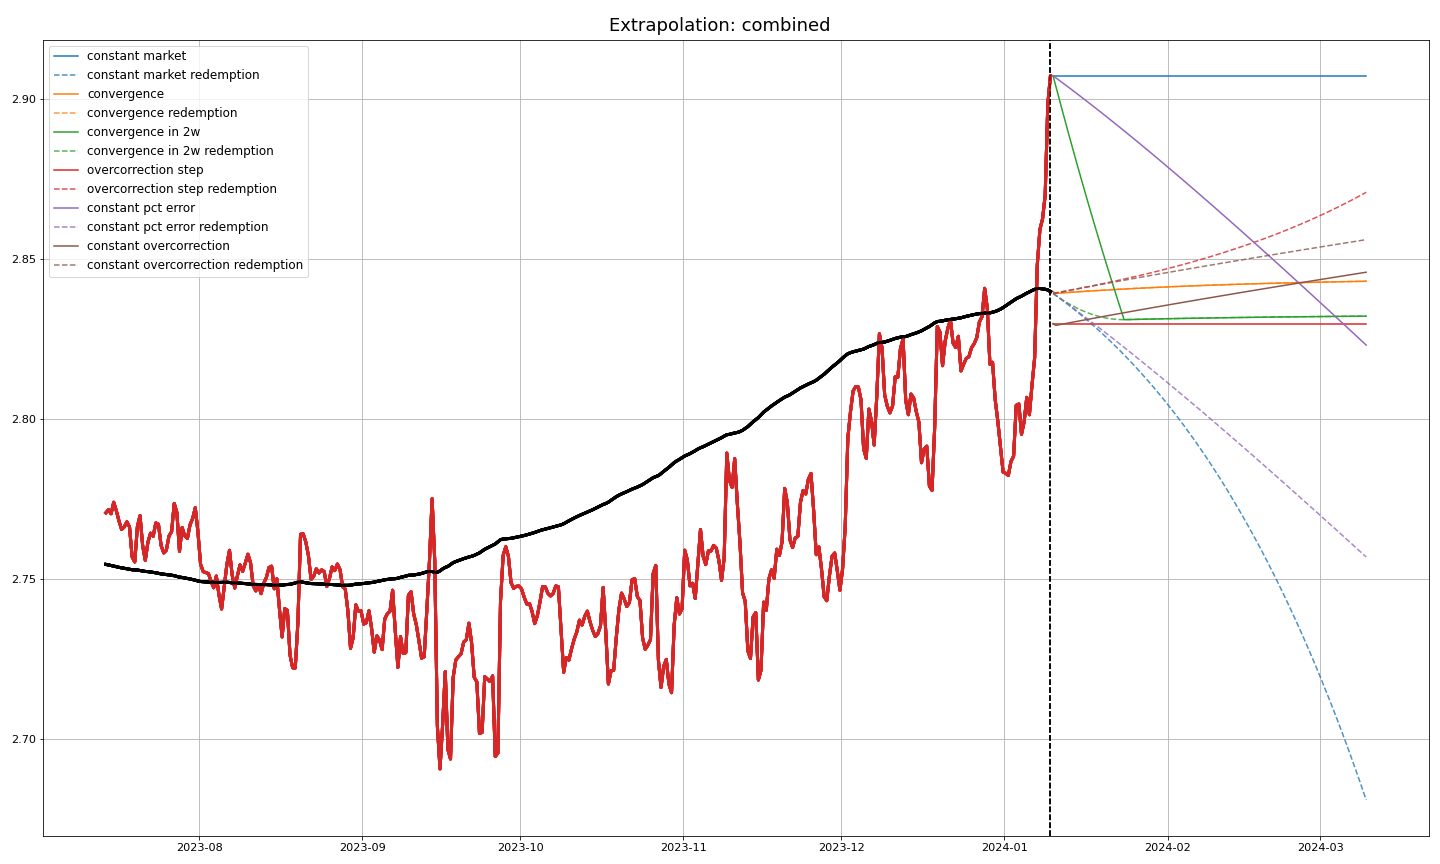 Extrapolation: combined
constant market
constant market redemption
convergence
convergence redemption
convergence in 2w
convergence in 2w redemption
overcorrection step
overcorrection step redemption
constant pct error
constant pct error redemption
constant overcorrection
constant overcorrection redemption
2.90
2.85
2.80
2.75
2.70
2023-08
2023-09
2023-10
2023-11
2023-12
2024-01
2024-02
2024-03